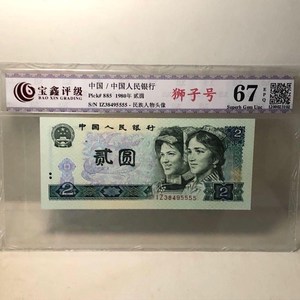 宝鑫评级
BAO XIN GRADING
中国 / 中国人民银行
Pick# 885 1980年 贰圆
S/N IZ38495555 - 民族人物头像
狮子号
67
EPQ
Superb Gem Unc
中国人民银行
贰圆
2
2
IZ38495555